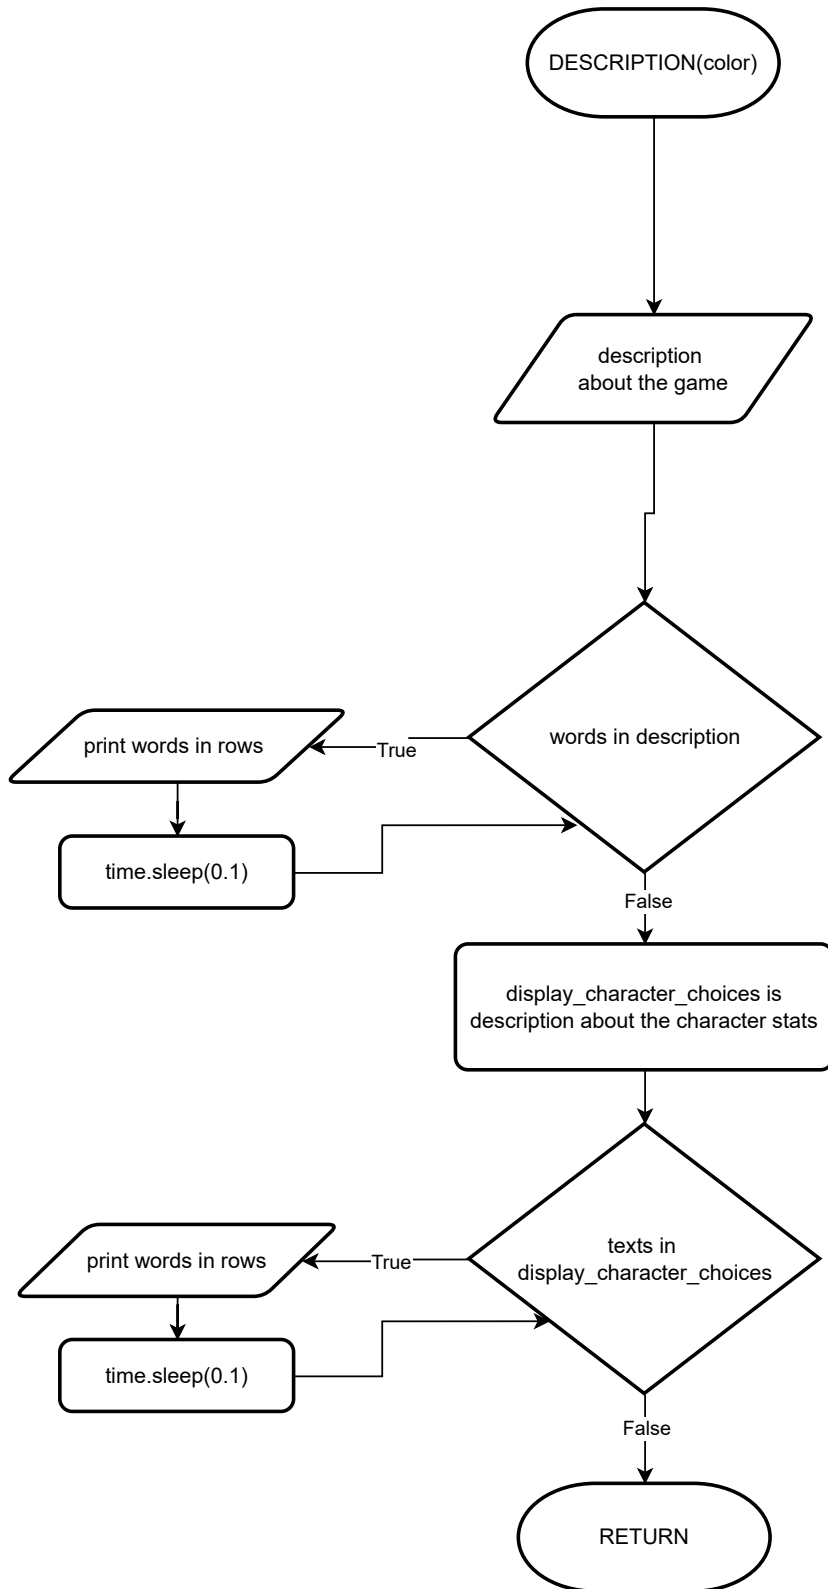 DESCRIPTION(color)
description
about the game
words in description
True
print words in rows
time.sleep(0.1)
False
display_character_choices is
description about the character stats
texts in
display_character_choices
True
print words in rows
time.sleep(0.1)
False
RETURN